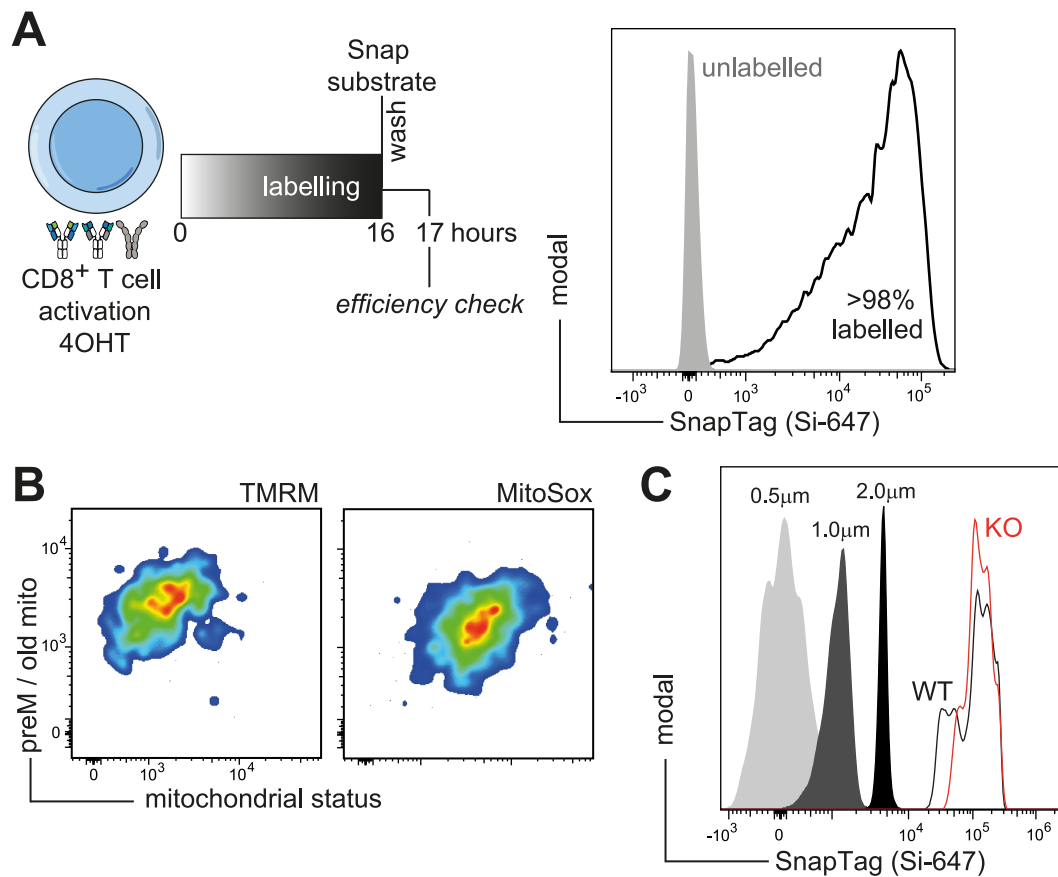 A
Snap
substrate
wash
labelling
0
16
17 hours
efficiency check
CD8+ T cell
activation
4OHT
unlabelled
>98%
labelled
modal
-10³ 0 10³ 10⁴ 10⁵
SnapTag (Si-647)
B
TMRM
MitoSox
10⁴
10³
0
preM / old mito
0 10³ 10⁴
mitochondrial status
C
0.5μm
1.0μm
2.0μm
KO
WT
modal
-10³ 0 10⁴ 10⁵ 10⁶
SnapTag (Si-647)